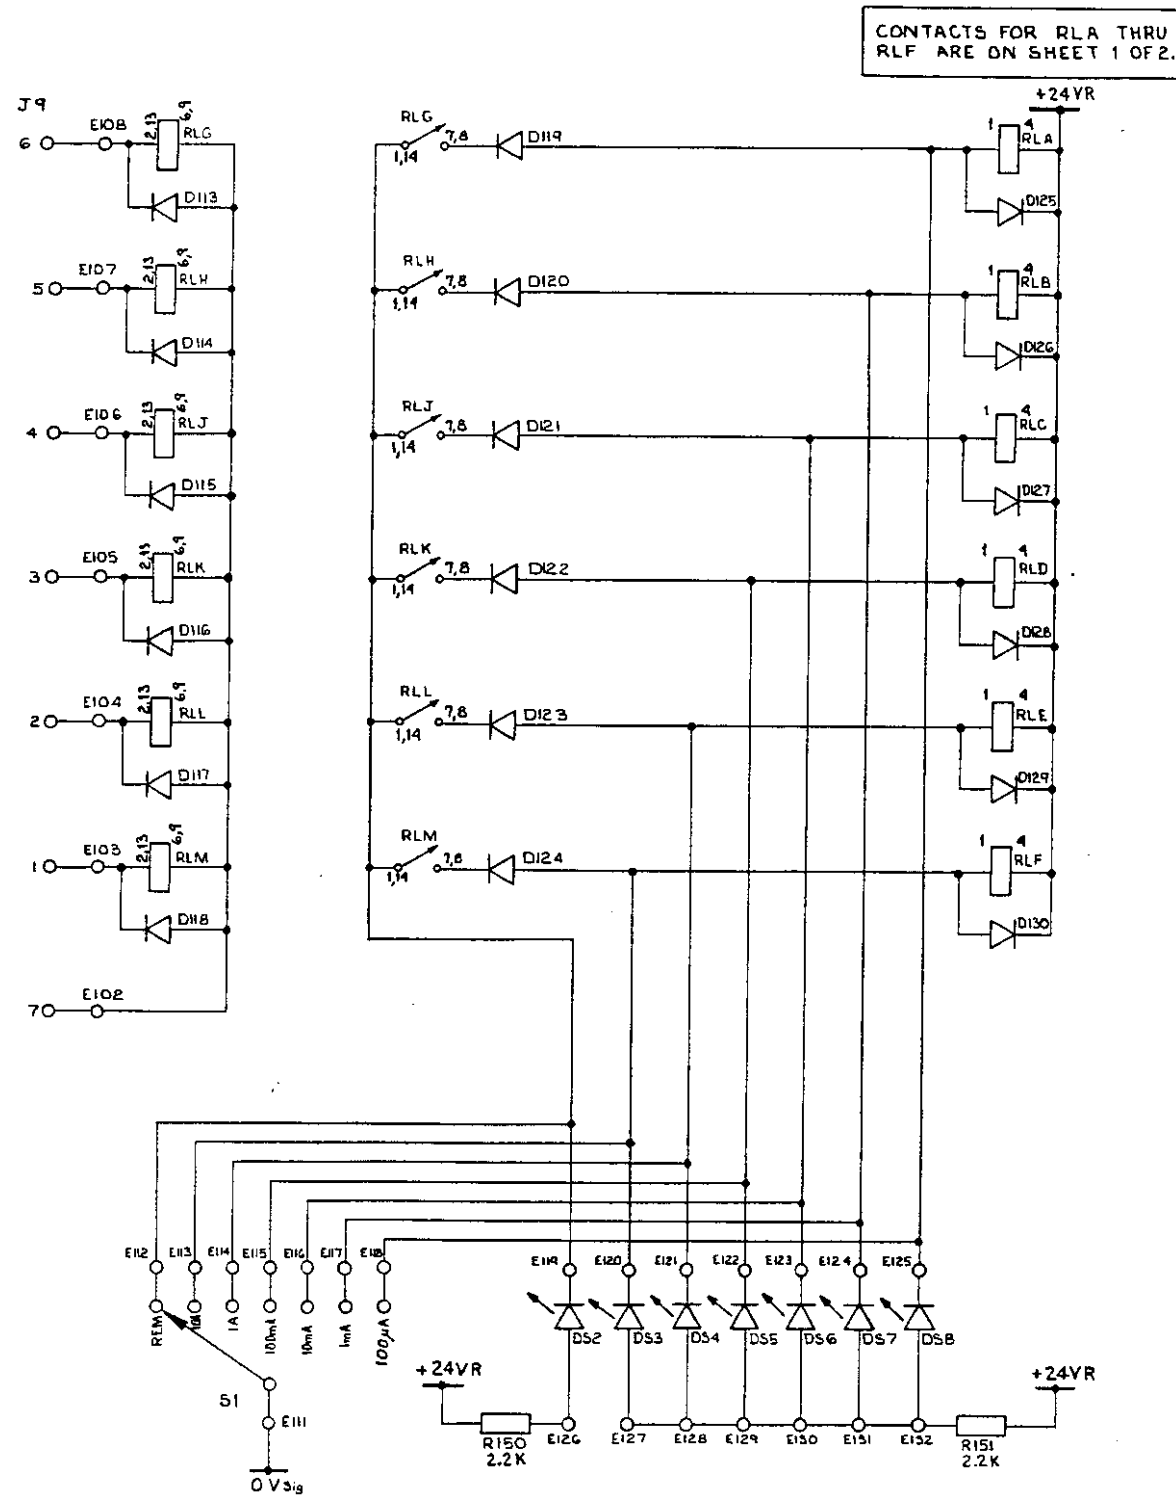 CONTACTS FOR RLA THRU
RLF ARE ON SHEET 1 OF 2.
+24VR
J9
6 E108 2,13 6,9 RLG
D113
RLG 1,14 7,8 D119
1 4 RLA
D125
5 E107 2,13 6,9 RLH
D114
RLH 1,14 7,8 D120
1 4 RLB
D126
4 E106 2,13 6,9 RLJ
D115
RLJ 1,14 7,8 D121
1 4 RLC
D127
3 E105 2,13 6,9 RLK
D116
RLK 1,14 7,8 D122
1 4 RLD
D128
2 E104 2,13 6,9 RLL
D117
RLL 1,14 7,8 D123
1 4 RLE
D129
1 E103 2,13 6,9 RLM
D118
RLM 1,14 7,8 D124
1 4 RLF
D130
7 E102
E112 E113 E114 E115 E116 E117 E118
E119 E120 E121 E122 E123 E124 E125
REM 10A 1A 100mA 10mA 1mA 100µA
DS2 DS3 DS4 DS5 DS6 DS7 DS8
S1
E111
0 V sig
+24VR
+24VR
R150
2.2K
E126 E127 E128 E129 E130 E131 E132
R151
2.2K